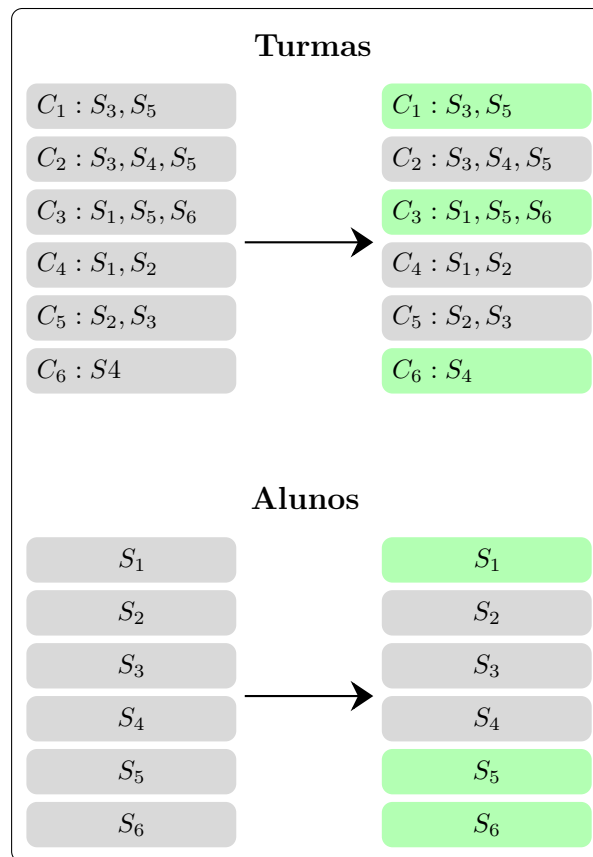 Turmas
C₁ : S₃, S₅
C₁ : S₃, S₅
C₂ : S₃, S₄, S₅
C₂ : S₃, S₄, S₅
C₃ : S₁, S₅, S₆
C₃ : S₁, S₅, S₆
C₄ : S₁, S₂
C₄ : S₁, S₂
C₅ : S₂, S₃
C₅ : S₂, S₃
C₆ : S4
C₆ : S₄
Alunos
S₁
S₁
S₂
S₂
S₃
S₃
S₄
S₄
S₅
S₅
S₆
S₆